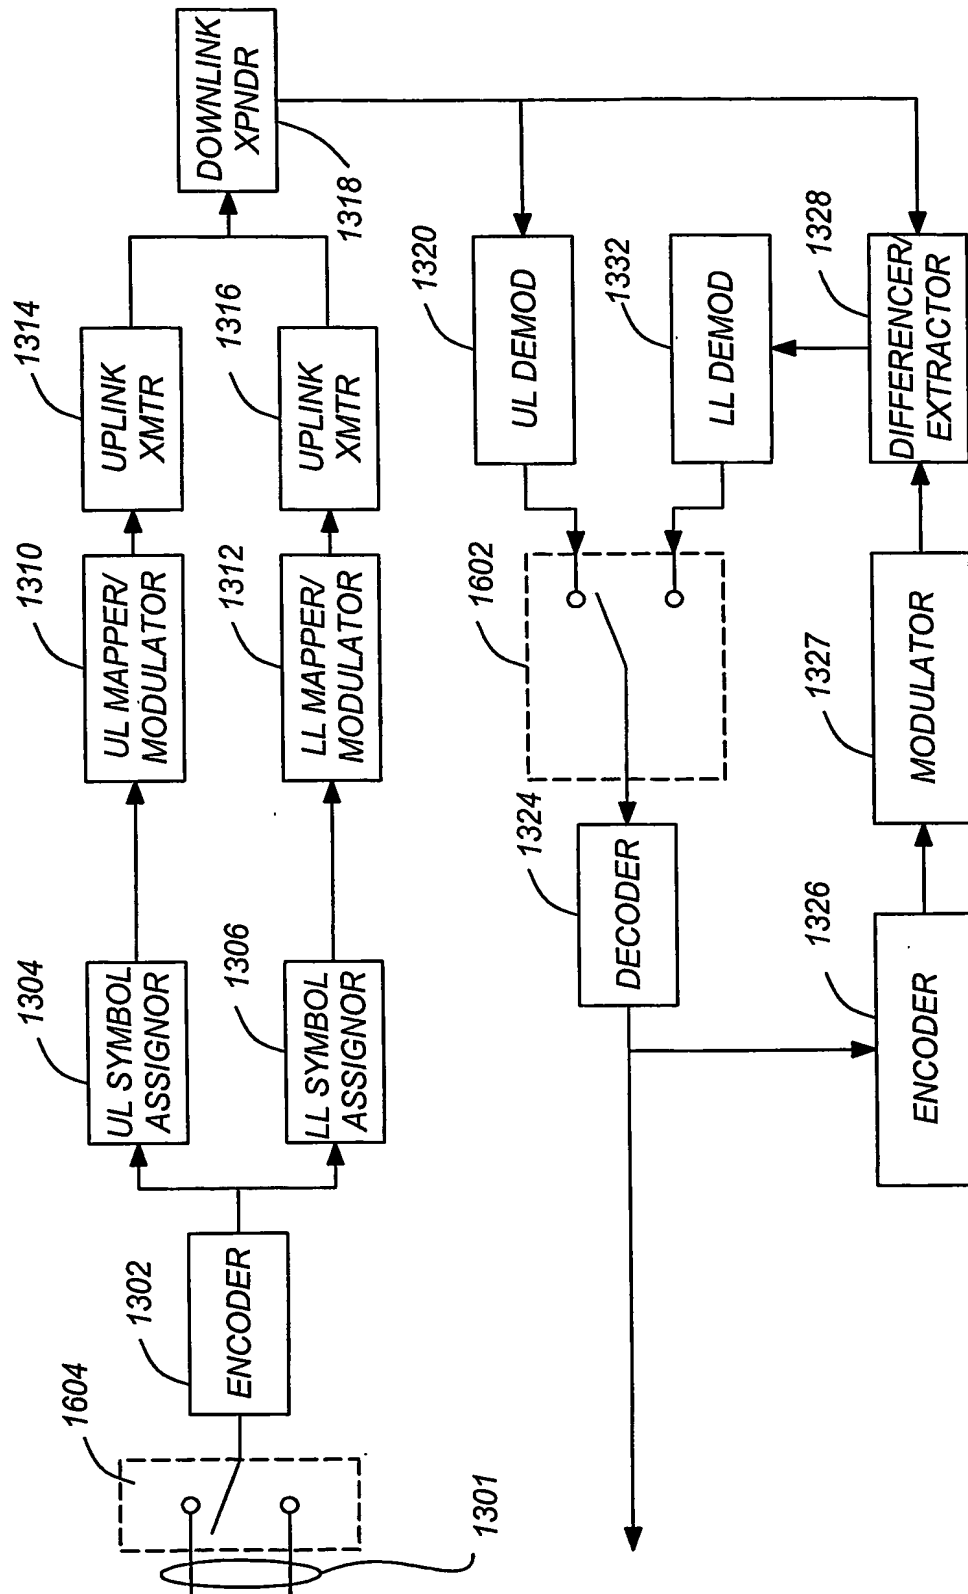 1301
1604
1302
ENCODER
1304
UL SYMBOL
ASSIGNOR
1306
LL SYMBOL
ASSIGNOR
1310
UL MAPPER/
MODULATOR
1312
LL MAPPER/
MODULATOR
1314
UPLINK
XMTR
1316
UPLINK
XMTR
DOWNLINK
XPNDR
1318
1320
UL DEMOD
1332
LL DEMOD
1328
DIFFERENCER/
EXTRACTOR
1602
1324
DECODER
1327
MODULATOR
1326
ENCODER